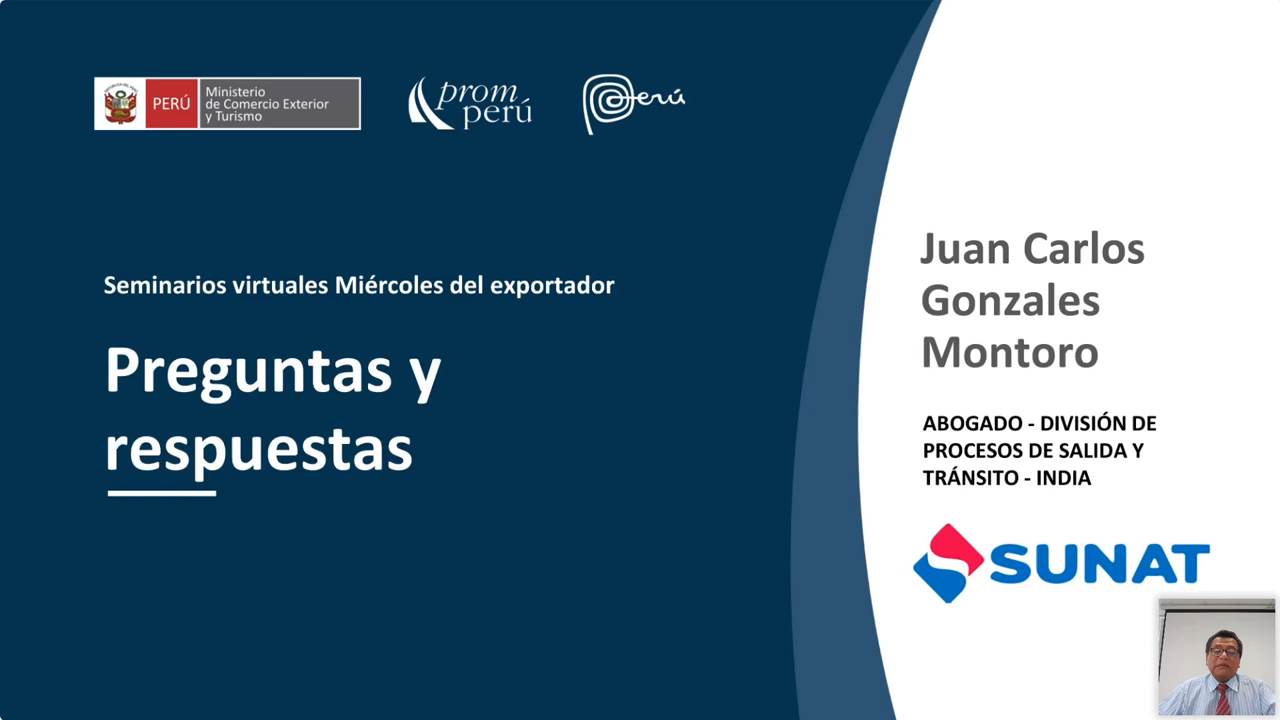 PERÚ
Ministerio
de Comercio Exterior
y Turismo
prom
perú
Perú
Seminarios virtuales Miércoles del exportador
Preguntas y
respuestas
Juan Carlos
Gonzales
Montoro
ABOGADO - DIVISIÓN DE
PROCESOS DE SALIDA Y
TRÁNSITO - INDIA
SUNAT